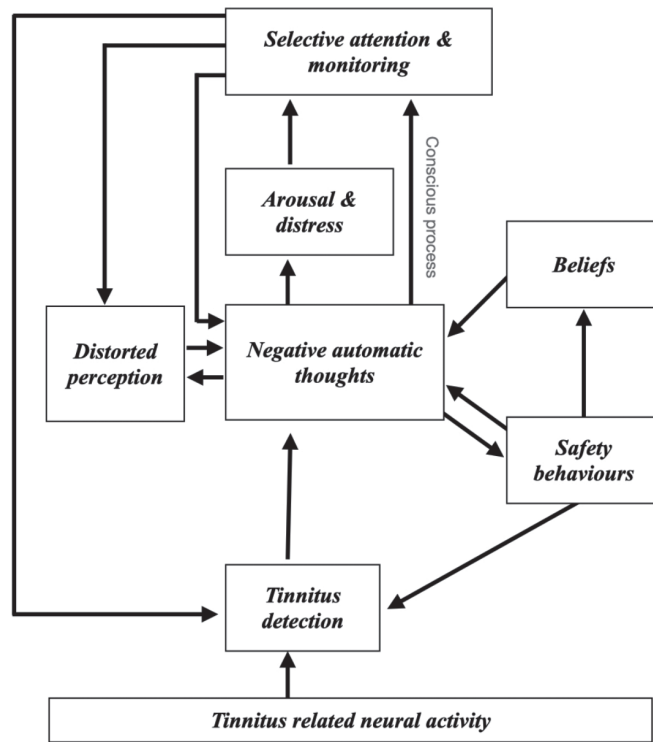 Selective attention &
monitoring
Conscious process
Arousal &
distress
Beliefs
Distorted
perception
Negative automatic
thoughts
Safety
behaviours
Tinnitus
detection
Tinnitus related neural activity